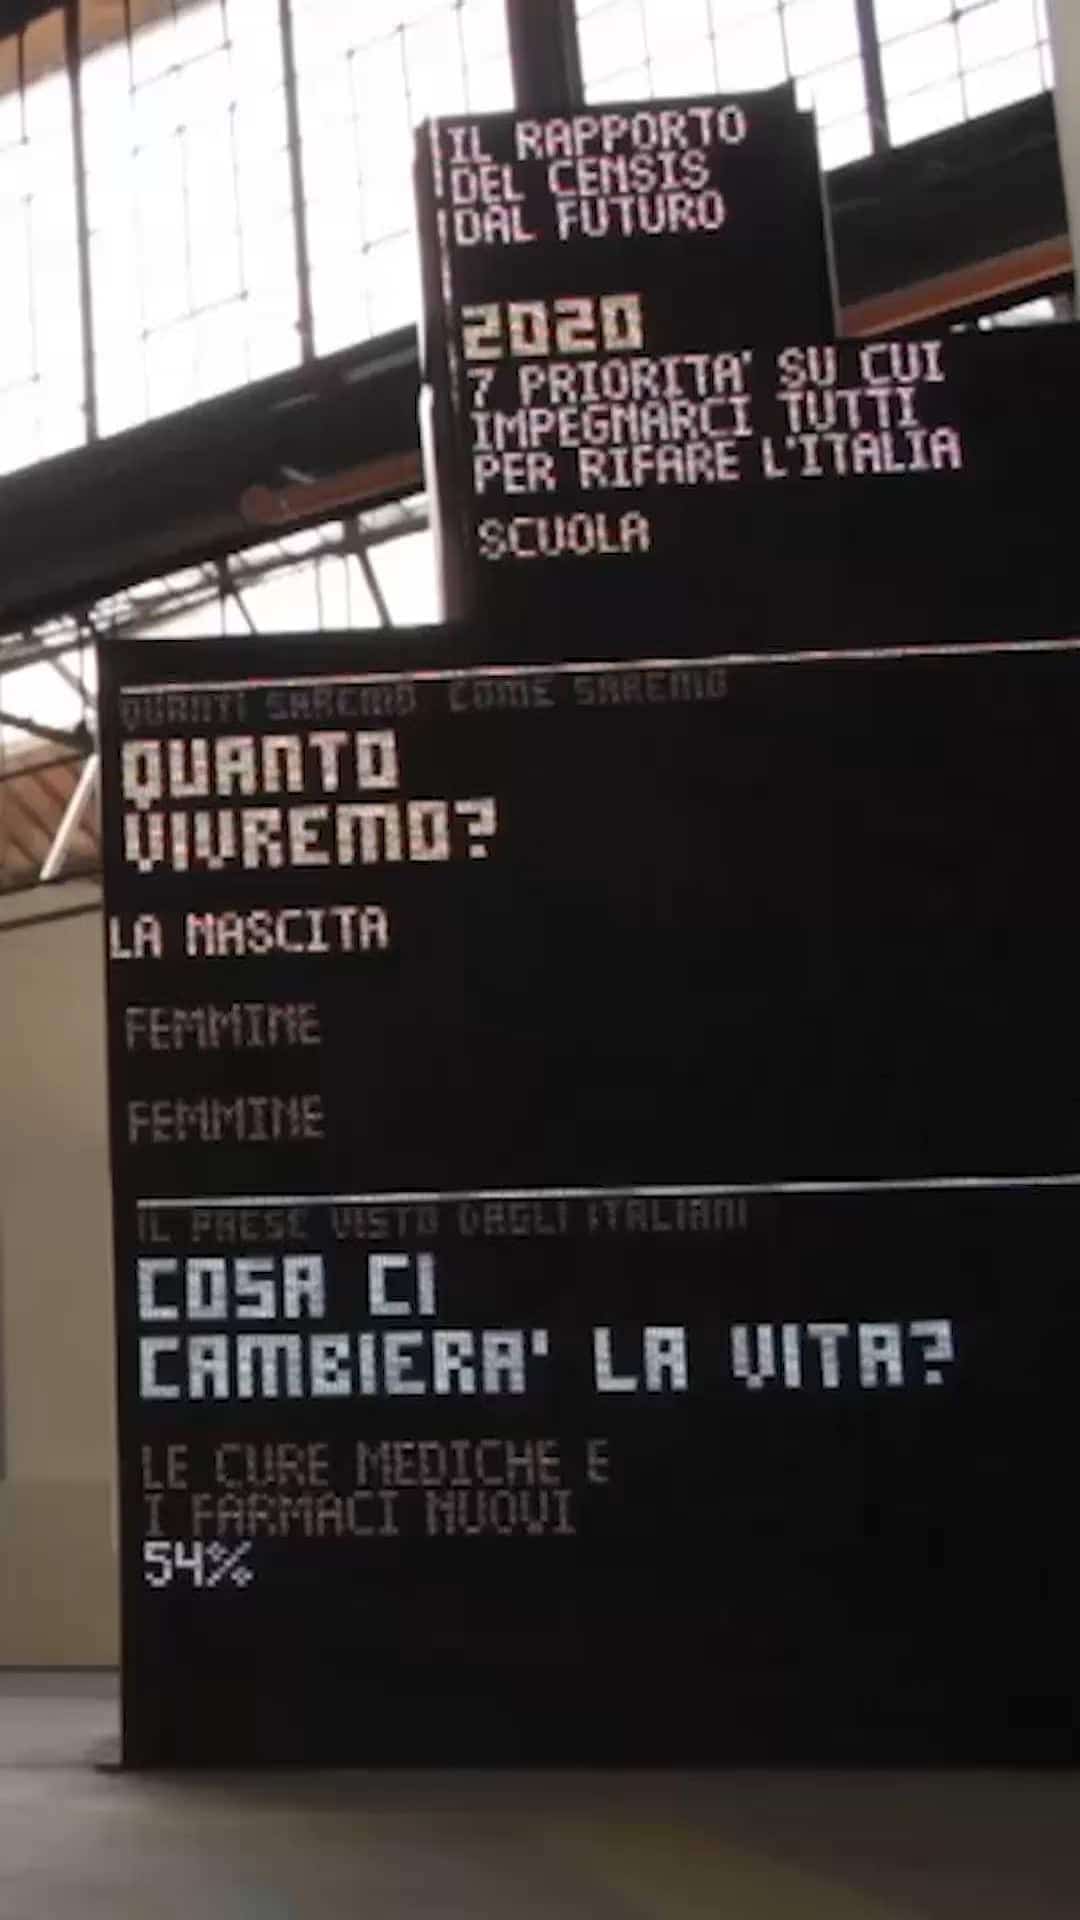 IL RAPPORTO
DEL CENSIS
DAL FUTURO
2020
7 PRIORITA' SU CUI
IMPEGNARCI TUTTI
PER RIFARE L'ITALIA
SCUOLA
QUANTI SAREMO COME SAREMO
QUANTO
VIVREMO?
LA NASCITA
FEMMINE
FEMMINE
IL PAESE VISTO DAGLI ITALIANI
COSA CI
CAMBIERA' LA VITA?
LE CURE MEDICHE E
I FARMACI NUOVI
54%